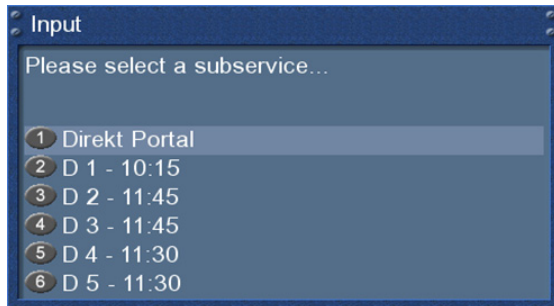 Input
Please select a subservice...
1 Direkt Portal
2 D 1 - 10:15
3 D 2 - 11:45
4 D 3 - 11:45
5 D 4 - 11:30
6 D 5 - 11:30